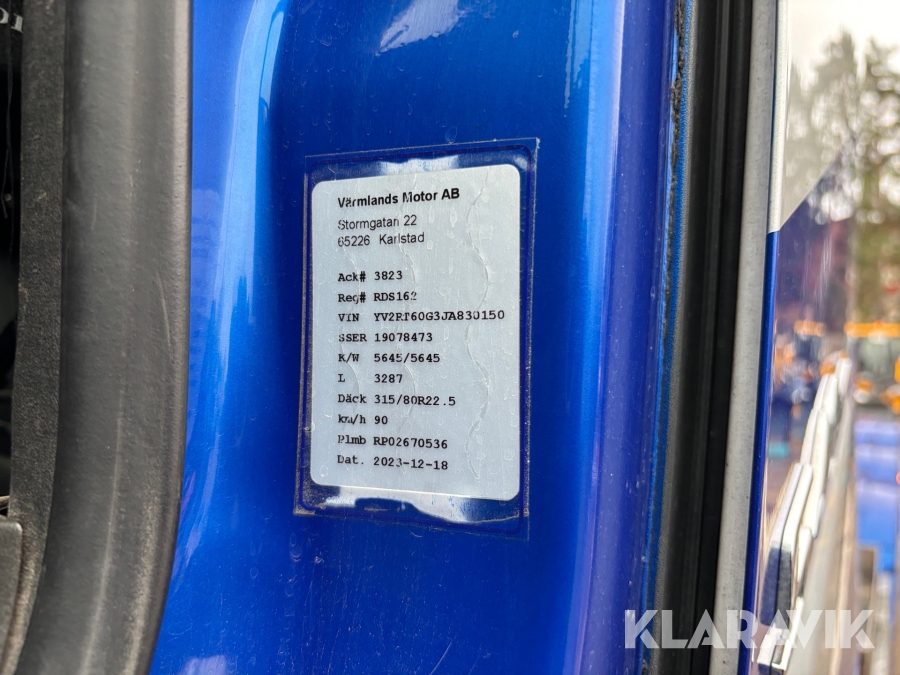 Värmlands Motor AB
Stormgatan 22
65226 Karlstad
Ack# 3823
Reg# RDS162
VIN YV2RT60G3JA830150
SSER 19078473
K/W 5645/5645
L 3287
Däck 315/80R22.5
km/h 90
Plmb RP02670536
Dat. 2023-12-18
KLARAVIK